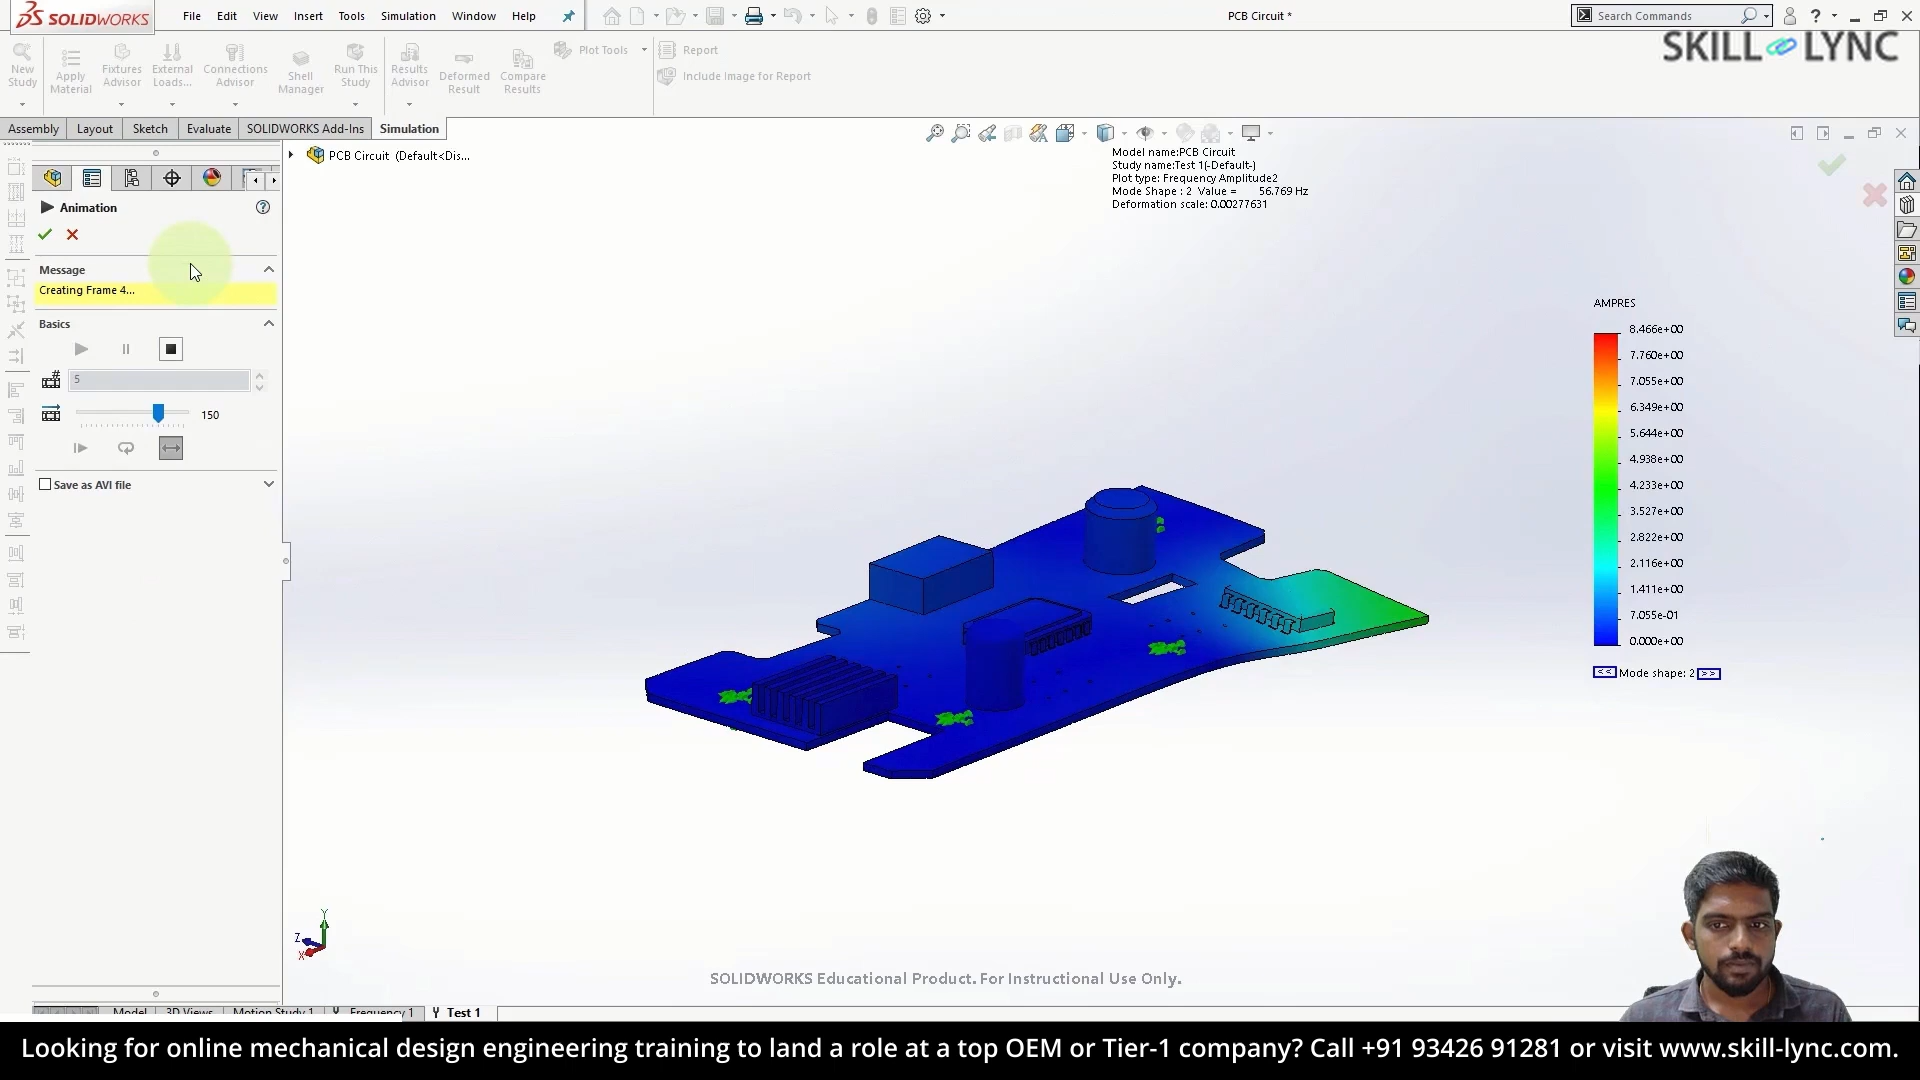 SOLIDWORKS
File Edit View Insert Tools Simulation Window Help
PCB Circuit *
Search Commands
SKILL LYNC
New Study
Apply Material
Fixtures Advisor
External Loads...
Connections Advisor
Shell Manager
Run This Study
Results Advisor
Deformed Result
Compare Results
Plot Tools
Report
Include Image for Report
Assembly Layout Sketch Evaluate SOLIDWORKS Add-Ins Simulation
PCB Circuit (Default<Dis...
Model name:PCB Circuit
Study name:Test 1(-Default-)
Plot type: Frequency Amplitude2
Mode Shape : 2 Value = 56.769 Hz
Deformation scale: 0.00277631
Animation
Message
Creating Frame 4...
Basics
5
150
Save as AVI file
AMPRES
8.466e+00
7.760e+00
7.055e+00
6.349e+00
5.644e+00
4.938e+00
4.233e+00
3.527e+00
2.822e+00
2.116e+00
1.411e+00
7.055e-01
0.000e+00
<< Mode shape: 2 >>
Y
Z
X
SOLIDWORKS Educational Product. For Instructional Use Only.
Model 3D Views Motion Study 1 Frequency 1 Test 1
Looking for online mechanical design engineering training to land a role at a top OEM or Tier-1 company? Call +91 93426 91281 or visit www.skill-lync.com.